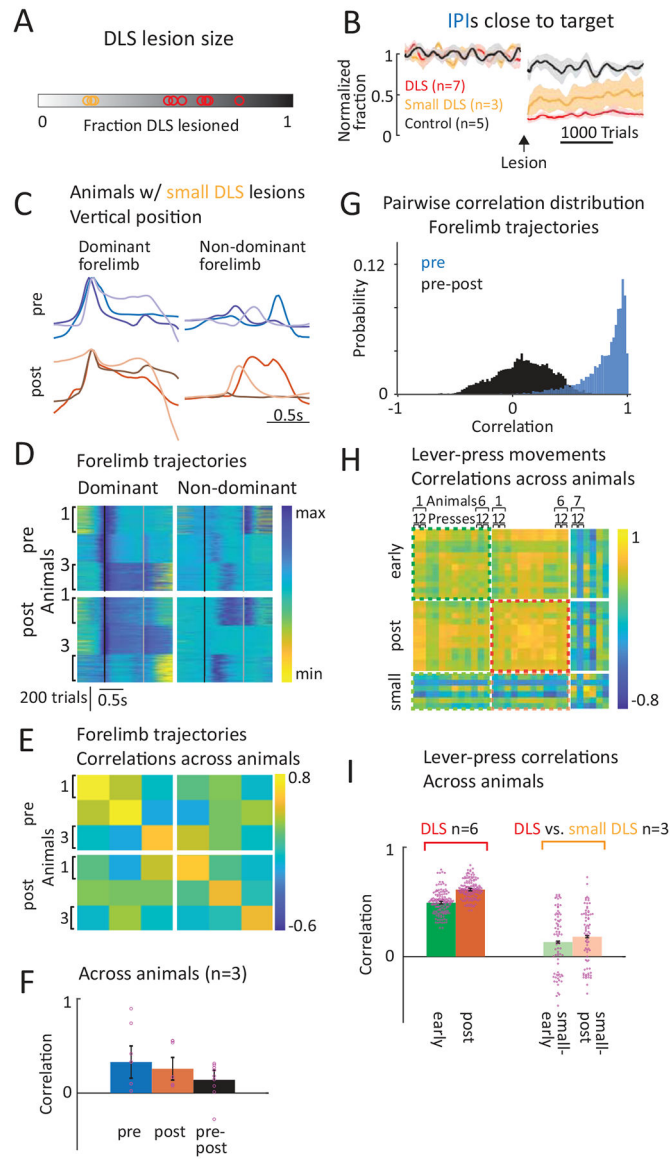 A
DLS lesion size
0
Fraction DLS lesioned
1
B
IPIs close to target
Normalized
fraction
1
0.5
0
DLS (n=7)
Small DLS (n=3)
Control (n=5)
1000 Trials
Lesion
C
Animals w/ small DLS lesions
Vertical position
Dominant
forelimb
Non-dominant
forelimb
pre
post
0.5s
G
Pairwise correlation distribution
Forelimb trajectories
0.12
Probability
pre
pre-post
0
-1
0
1
Correlation
D
Forelimb trajectories
Dominant
Non-dominant
pre
post
Animals
1
3
1
3
max
min
200 trials
0.5s
H
Lever-press movements
Correlations across animals
1 Animals 6 1 6 7
12 Presses 12 12 12 12
early
post
small
1
-0.8
E
Forelimb trajectories
Correlations across animals
pre
post
Animals
1
3
1
3
0.8
-0.6
I
Lever-press correlations
Across animals
DLS n=6
DLS vs. small DLS n=3
1
Correlation
0
early
post
small-
early
small-
post
F
Across animals (n=3)
1
Correlation
0
pre
post
pre-
post